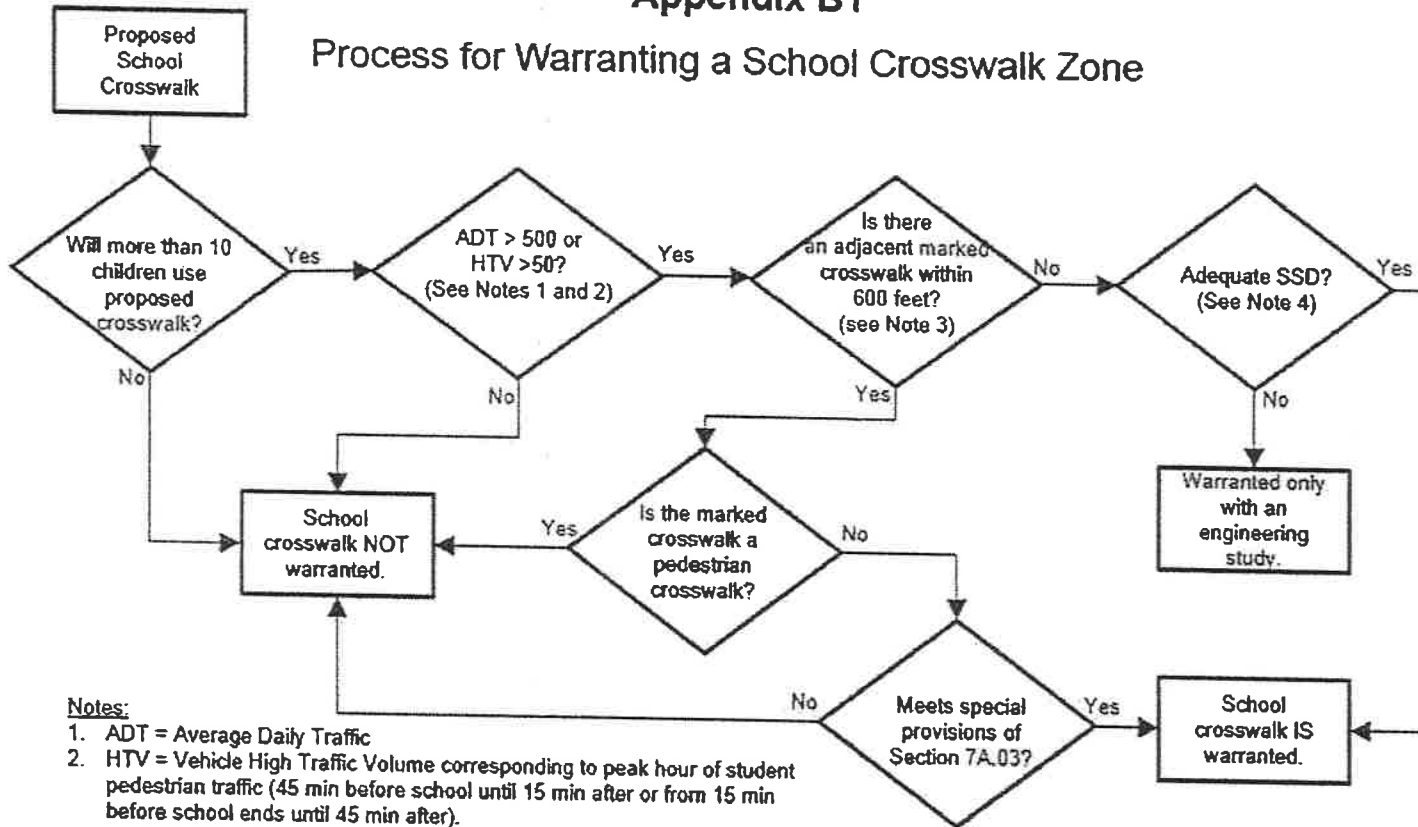 Appendix B1
Process for Warranting a School Crosswalk Zone
Proposed
School
Crosswalk
Will more than 10
children use
proposed
crosswalk?
Yes
No
ADT > 500 or
HTV >50?
(See Notes 1 and 2)
Yes
No
Is there
an adjacent marked
crosswalk within
600 feet?
(see Note 3)
No
Yes
Adequate SSD?
(See Note 4)
Yes
No
Warranted only
with an
engineering
study.
School
crosswalk NOT
warranted.
Yes
Is the marked
crosswalk a
pedestrian
crosswalk?
No
No
Meets special
provisions of
Section 7A.03?
Yes
School
crosswalk IS
warranted.
Notes:
1. ADT = Average Daily Traffic
2. HTV = Vehicle High Traffic Volume corresponding to peak hour of student
pedestrian traffic (45 min before school until 15 min after or from 15 min
before school ends until 45 min after).